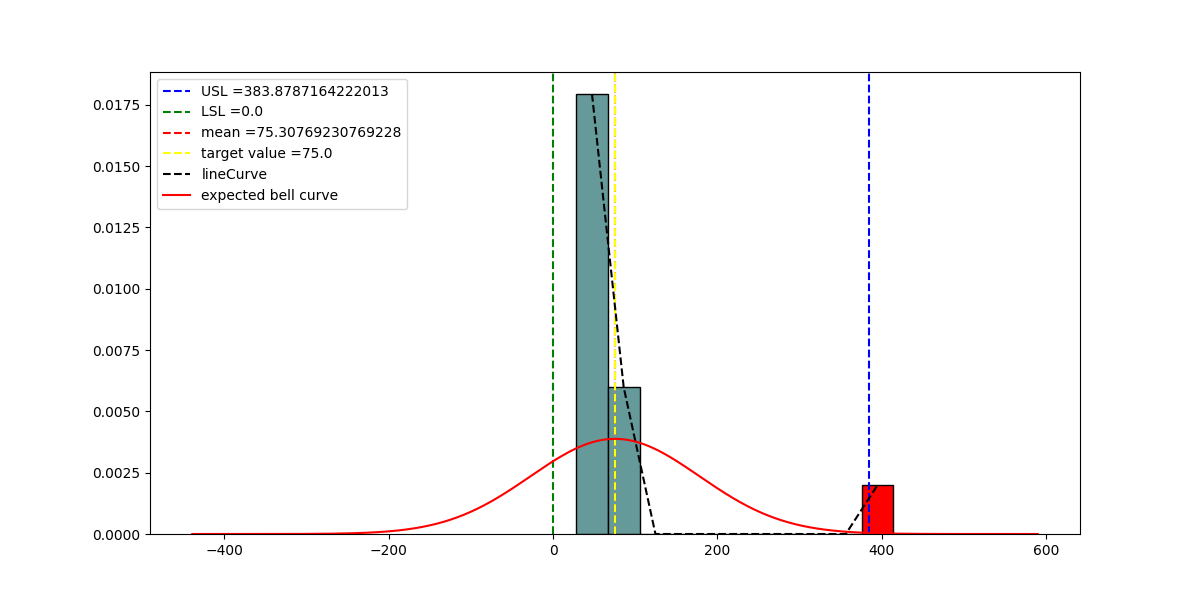 USL =383.8787164222013
LSL =0.0
mean =75.30769230769228
target value =75.0
lineCurve
expected bell curve
0.0175
0.0150
0.0125
0.0100
0.0075
0.0050
0.0025
0.0000
−400 −200 0 200 400 600